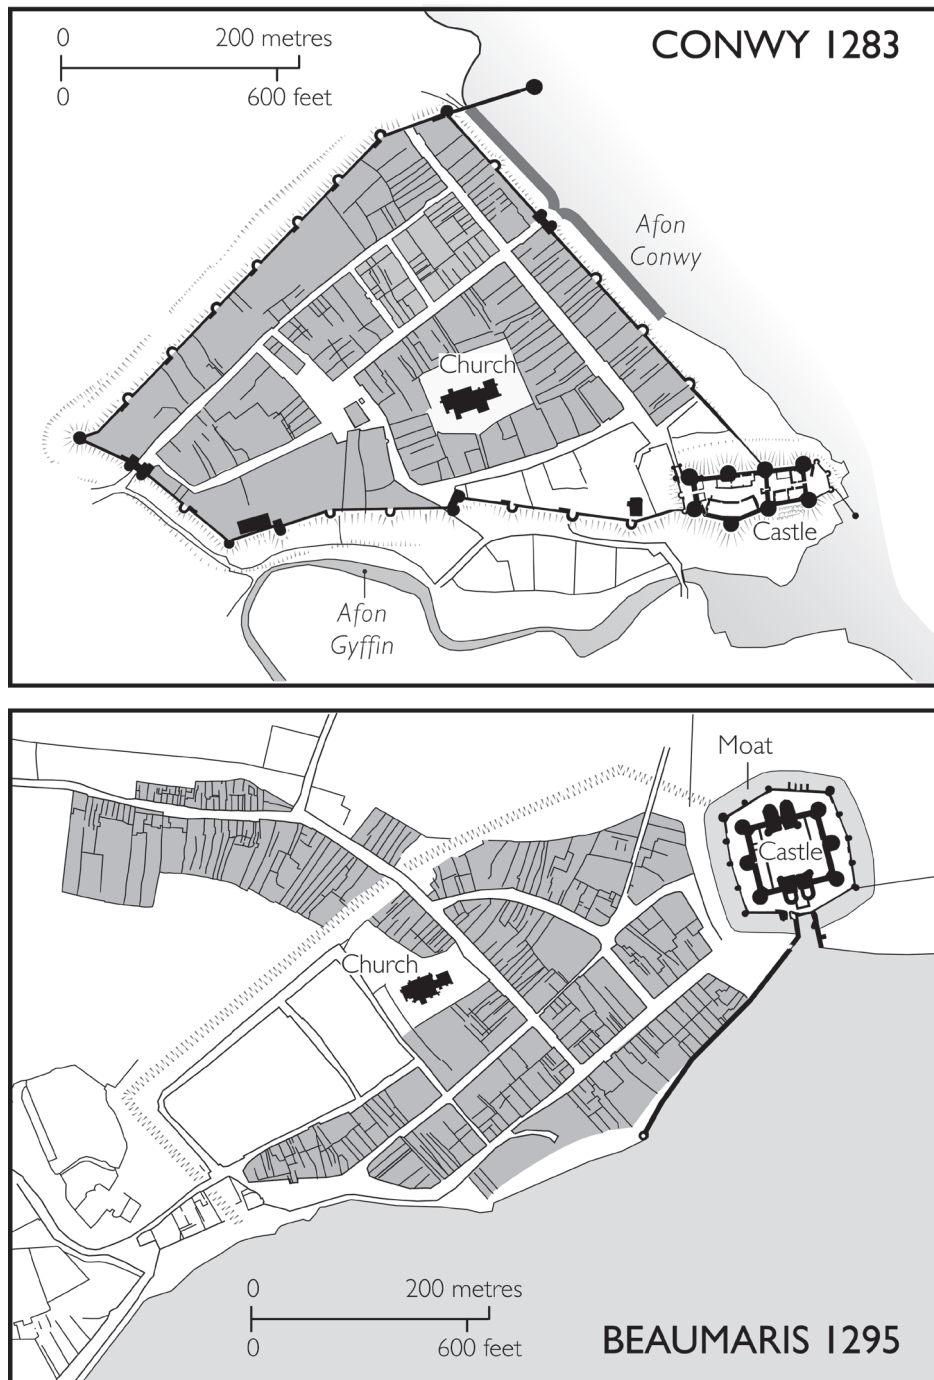 0 200 metres
0 600 feet
CONWY 1283
Afon
Conwy
Church
Castle
Afon
Gyffin
Moat
Castle
Church
0 200 metres
0 600 feet
BEAUMARIS 1295